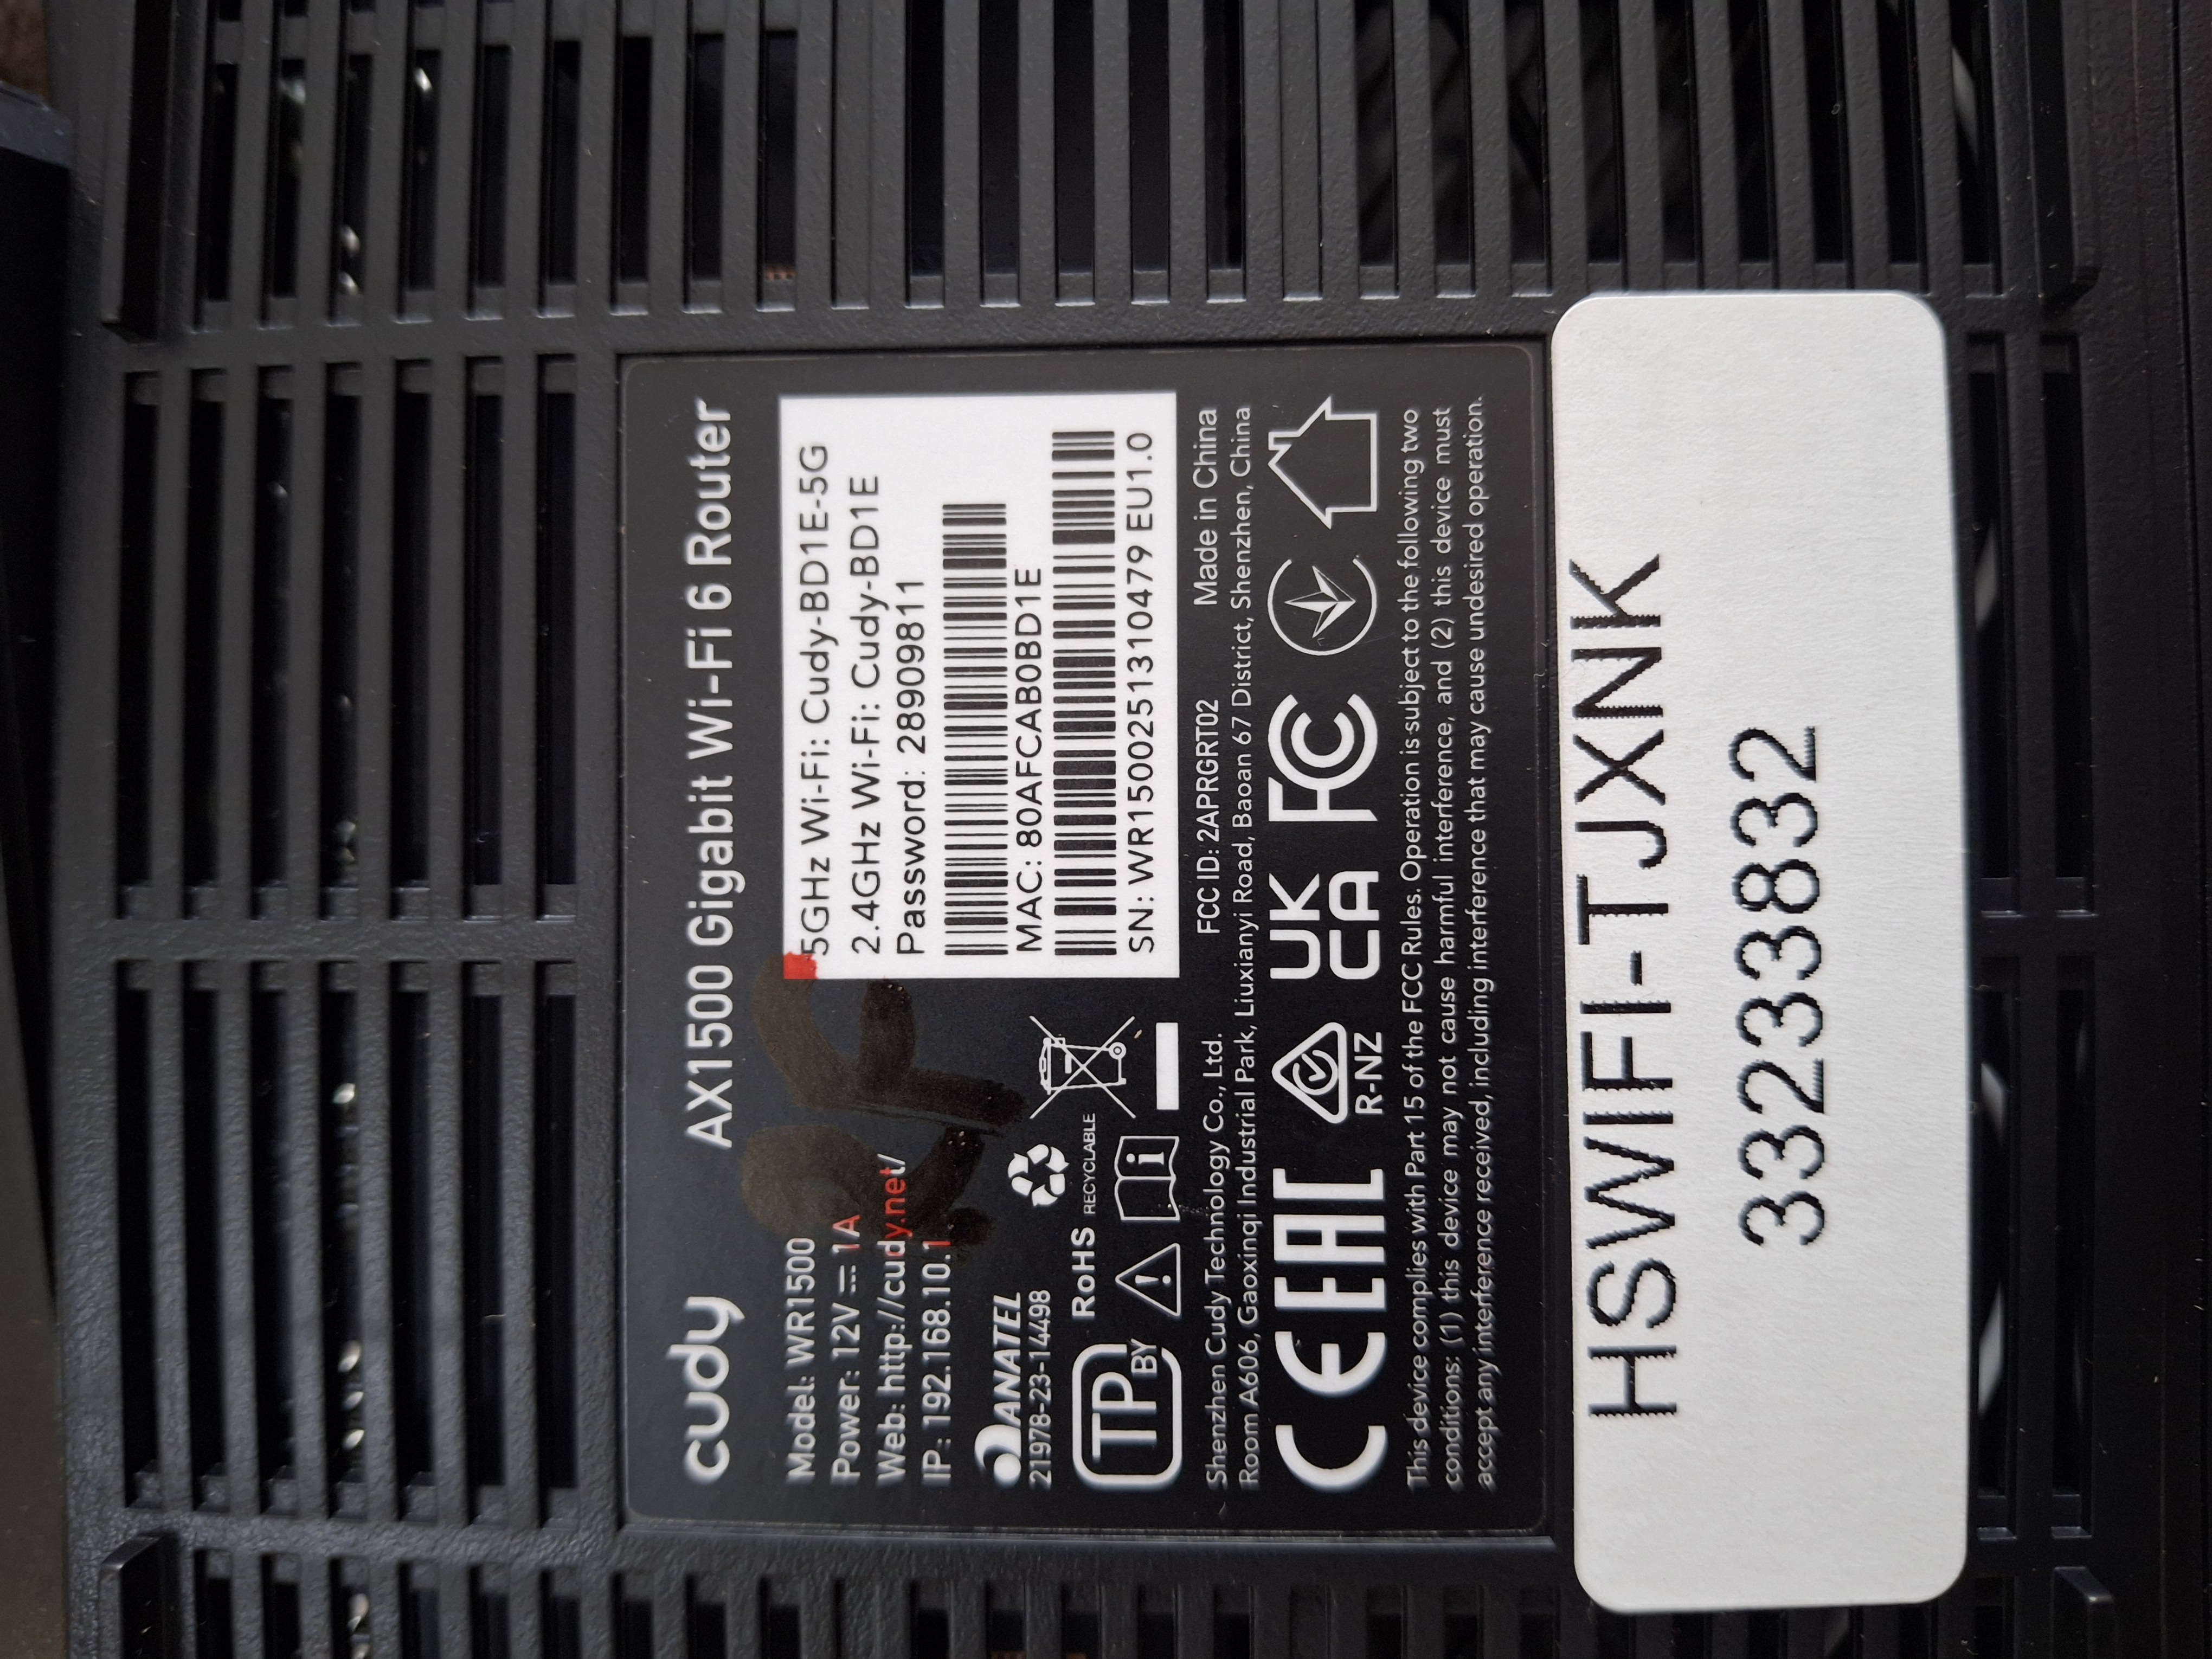 cudy AX1500 Gigabit Wi-Fi 6 Router
Model: WR1500
Power: 12V ⎓ 1A
Web: http://cudy.net/
IP: 192.168.10.1
5GHz Wi-Fi: Cudy-BD1E-5G
2.4GHz Wi-Fi: Cudy-BD1E
Password: 28909811
MAC: 80AFCAB0BD1E
SN: WR1500251310479 EU1.0
ANATEL
21978-23-14498
RoHS
RECYCLABLE
TP
BY
Shenzhen Cudy Technology Co., Ltd. FCC ID: 2APRGRT02 Made in China
Room A606, Gaoxinqi Industrial Park, Liuxianyi Road, Baoan 67 District, Shenzhen, China
CE EAC R-NZ UK CA FC
This device complies with Part 15 of the FCC Rules. Operation is subject to the following two
conditions: (1) this device may not cause harmful interference, and (2) this device must
accept any interference received, including interference that may cause undesired operation.
HSWIFI-TJXNK
33233832